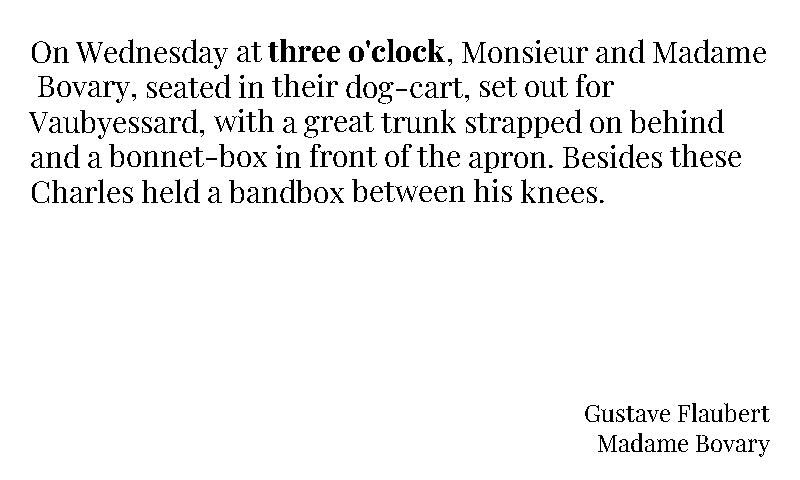 On Wednesday at three o'clock, Monsieur and Madame
Bovary, seated in their dog-cart, set out for
Vaubyessard, with a great trunk strapped on behind
and a bonnet-box in front of the apron. Besides these
Charles held a bandbox between his knees.
Gustave Flaubert
Madame Bovary